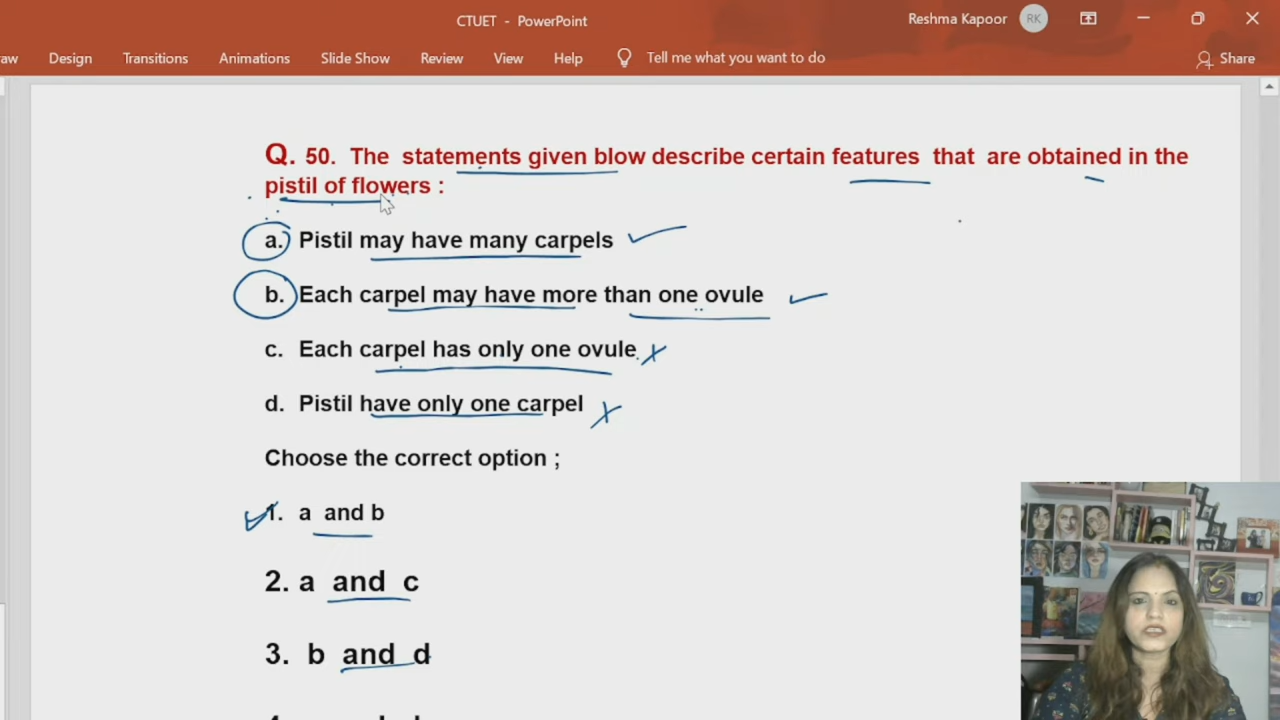 CTUET - PowerPoint
Reshma Kapoor RK
Design Transitions Animations Slide Show Review View Help Tell me what you want to do Share
Q. 50. The statements given blow describe certain features that are obtained in the
pistil of flowers :
a. Pistil may have many carpels
b. Each carpel may have more than one ovule
c. Each carpel has only one ovule.
d. Pistil have only one carpel
Choose the correct option ;
1. a and b
2. a and c
3. b and d